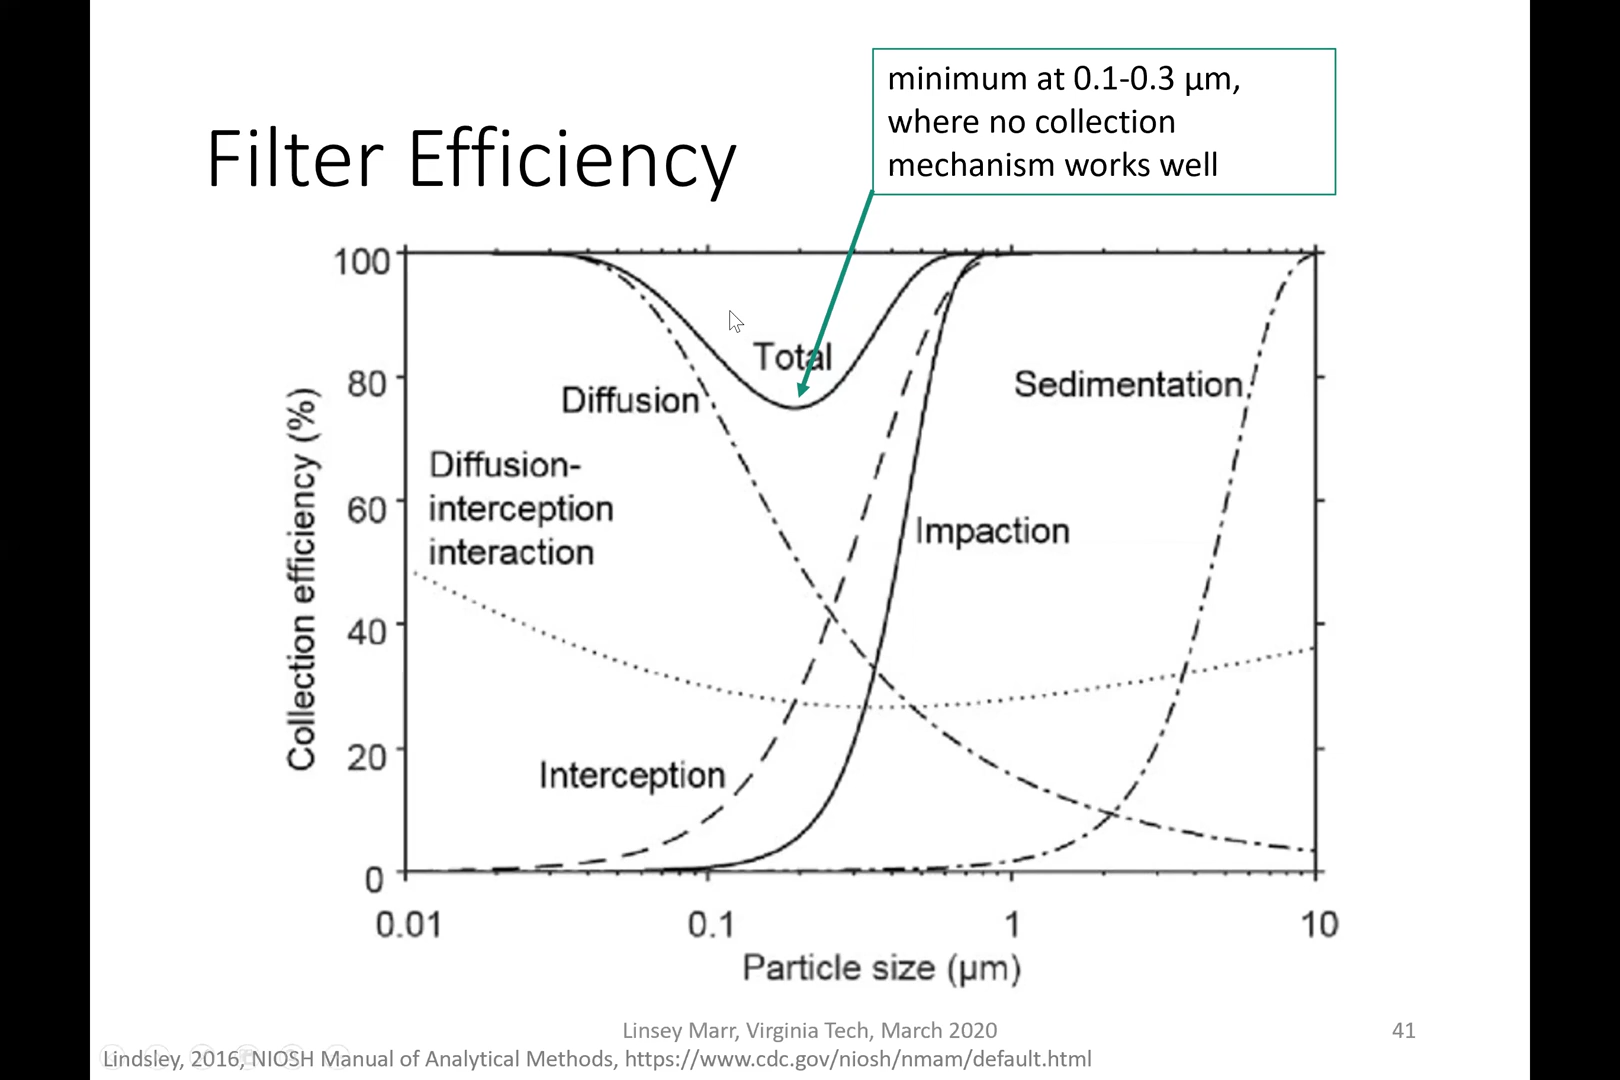 minimum at 0.1-0.3 µm,
where no collection
mechanism works well
Filter Efficiency
Collection efficiency (%)
100
80
60
40
20
0
Total
Diffusion
Sedimentation
Diffusion-
interception
interaction
Impaction
Interception
0.01
0.1
1
10
Particle size (µm)
Linsey Marr, Virginia Tech, March 2020
41
Lindsley, 2016, NIOSH Manual of Analytical Methods, https://www.cdc.gov/niosh/nmam/default.html